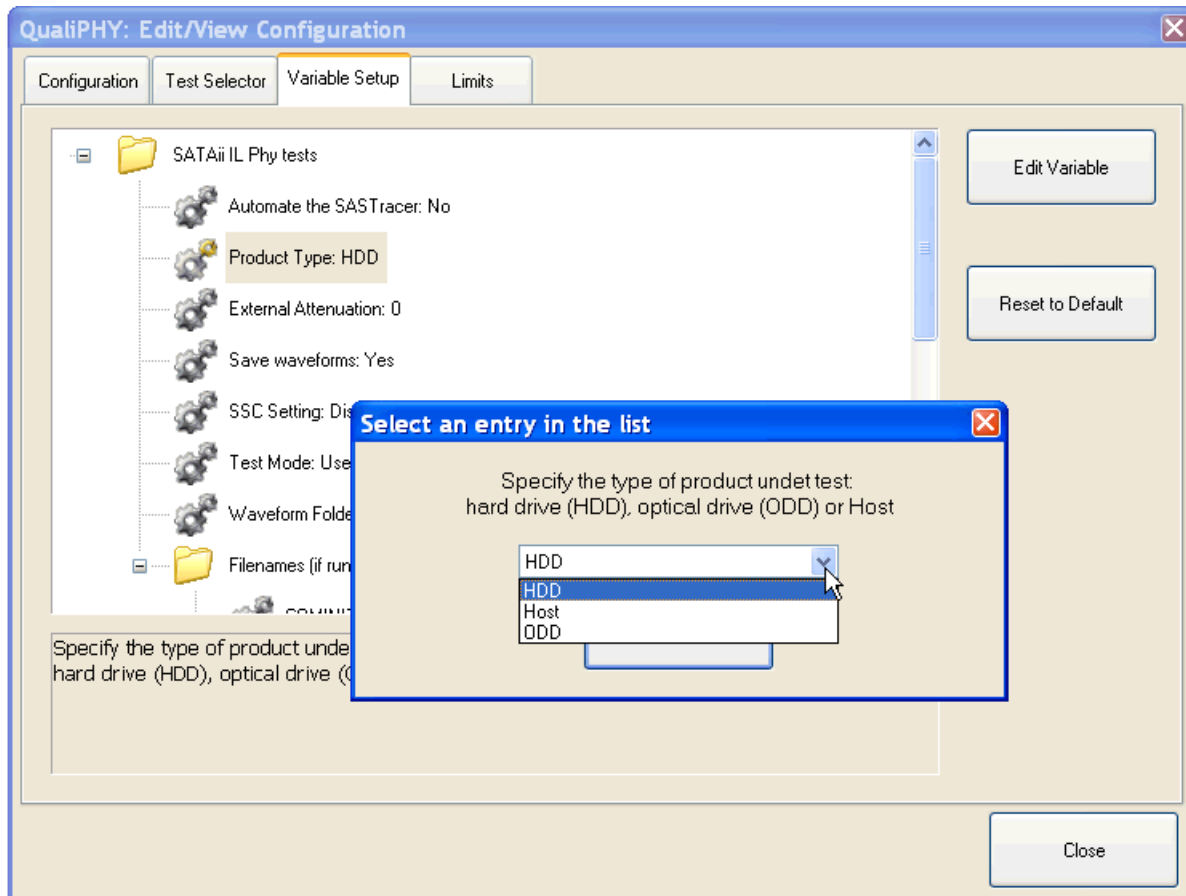 QualiPHY: Edit/View Configuration
Configuration
Test Selector
Variable Setup
Limits
SATAii IL Phy tests
Automate the SASTracer: No
Product Type: HDD
External Attenuation: 0
Save waveforms: Yes
SSC Setting:
Test Mode: Use
Waveform
Filenames (if run
Edit Variable
Reset to Default
Select an entry in the list
Specify the type of product undet test:
hard drive (HDD), optical drive (ODD) or Host
HDD
HDD
Host
ODD
Specify the type of product
hard drive (HDD), optical drive
Close